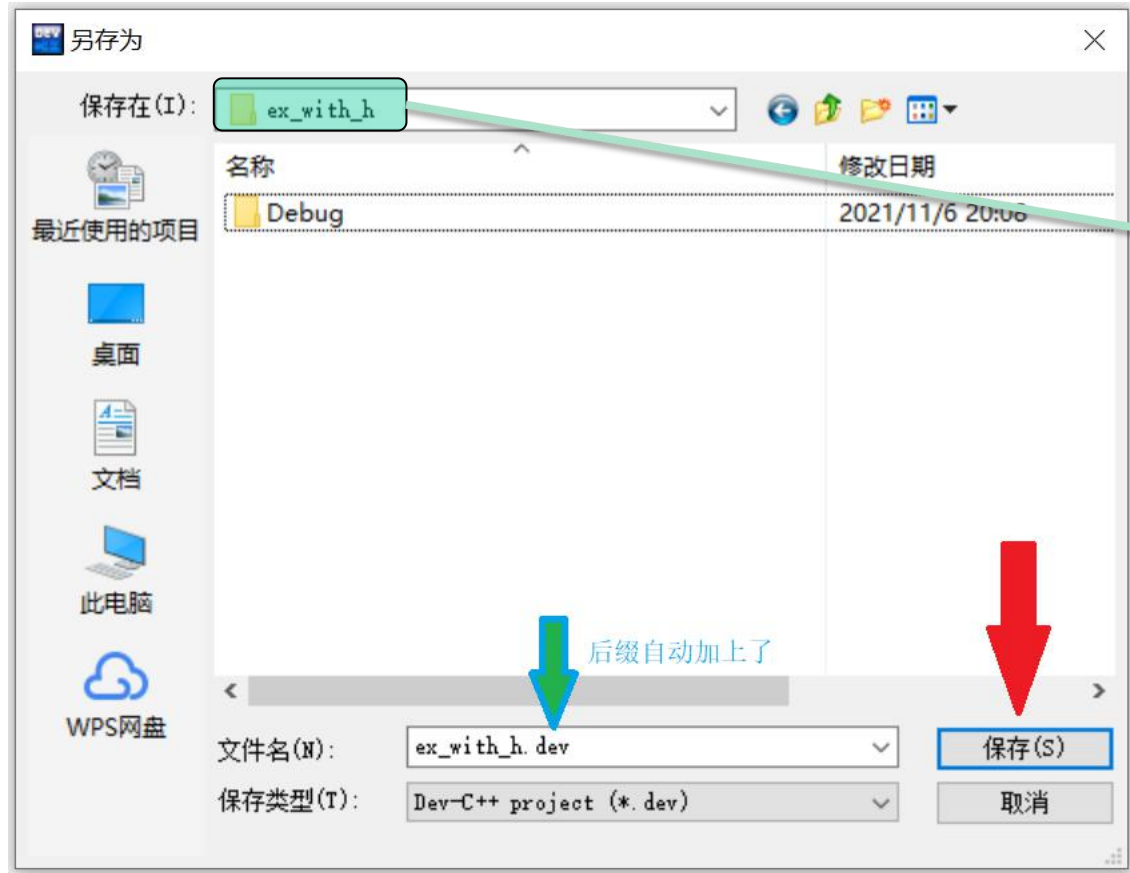 另存为
保存在(I):
ex_with_h
名称
修改日期
Debug
2021/11/6 20:08
最近使用的项目
桌面
文档
此电脑
WPS网盘
后缀自动加上了
文件名(N):
ex_with_h.dev
保存(S)
保存类型(T):
Dev-C++ project (*.dev)
取消